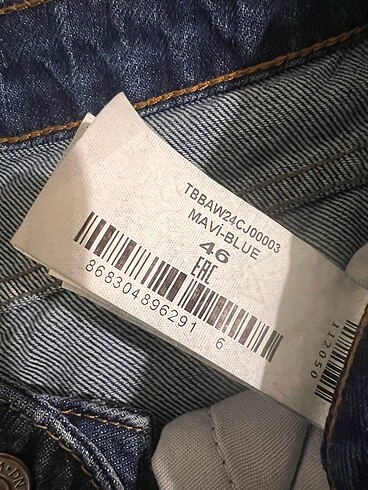 TBBAW24CJ00003
MAVİ-BLUE
46
EAC
868304896291 6
112050